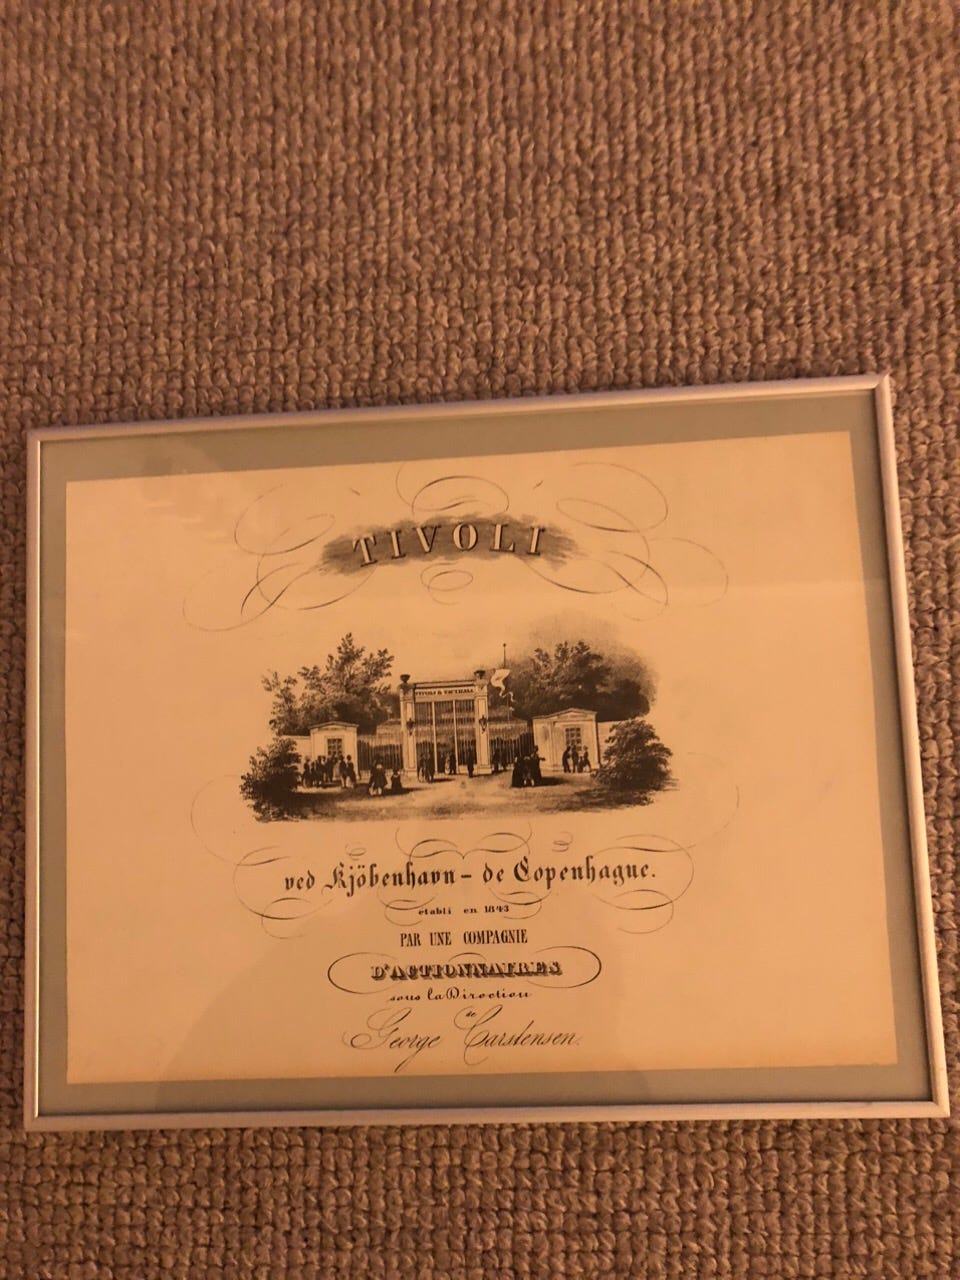 TIVOLI
TIVOLI & VAUXHALL
ved Kjöbenhavn - de Copenhague.
etabli en 1843
PAR UNE COMPAGNIE
D'ACTIONNAIRES
sous la Direction
de
George Carstensen.